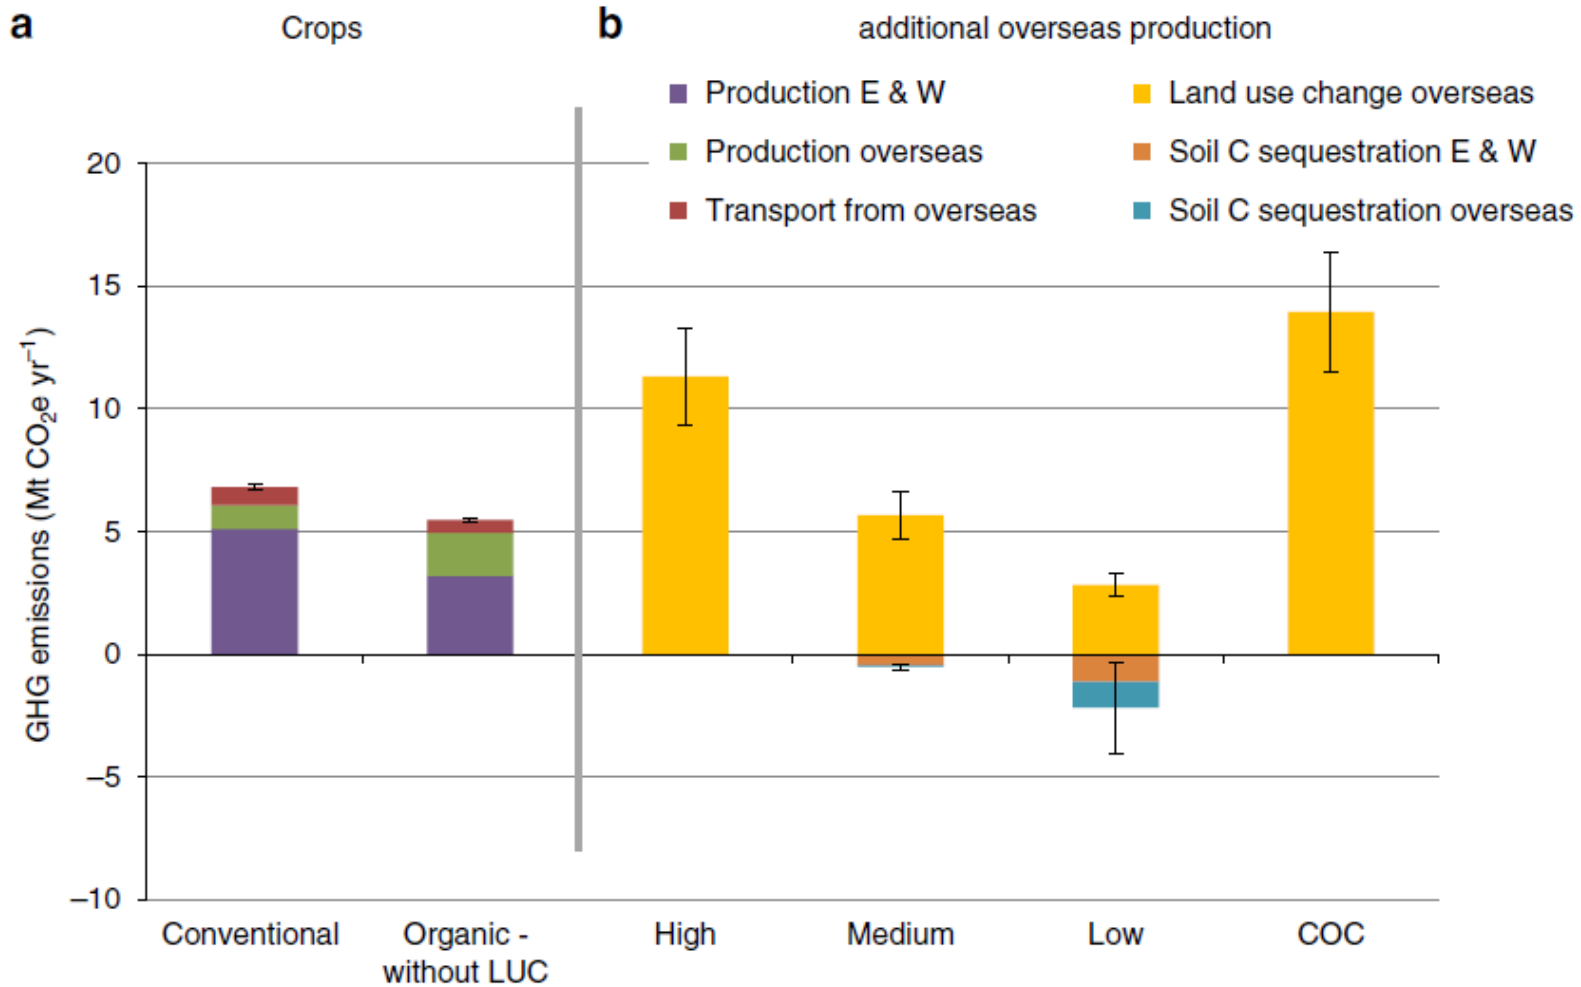 a
Crops
b
additional overseas production
Production E & W
Land use change overseas
Production overseas
Soil C sequestration E & W
Transport from overseas
Soil C sequestration overseas
GHG emissions (Mt CO₂e yr⁻¹)
20
15
10
5
0
–5
–10
Conventional
Organic -
without LUC
High
Medium
Low
COC